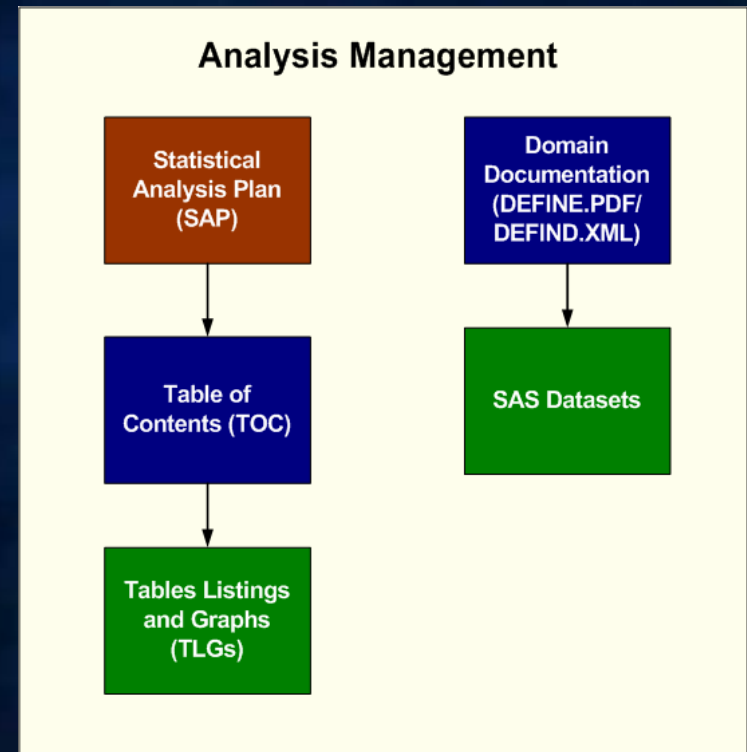 Analysis Management
Statistical
Analysis Plan
(SAP)
Table of
Contents (TOC)
Tables Listings
and Graphs
(TLGs)
Domain
Documentation
(DEFINE.PDF/
DEFIND.XML)
SAS Datasets